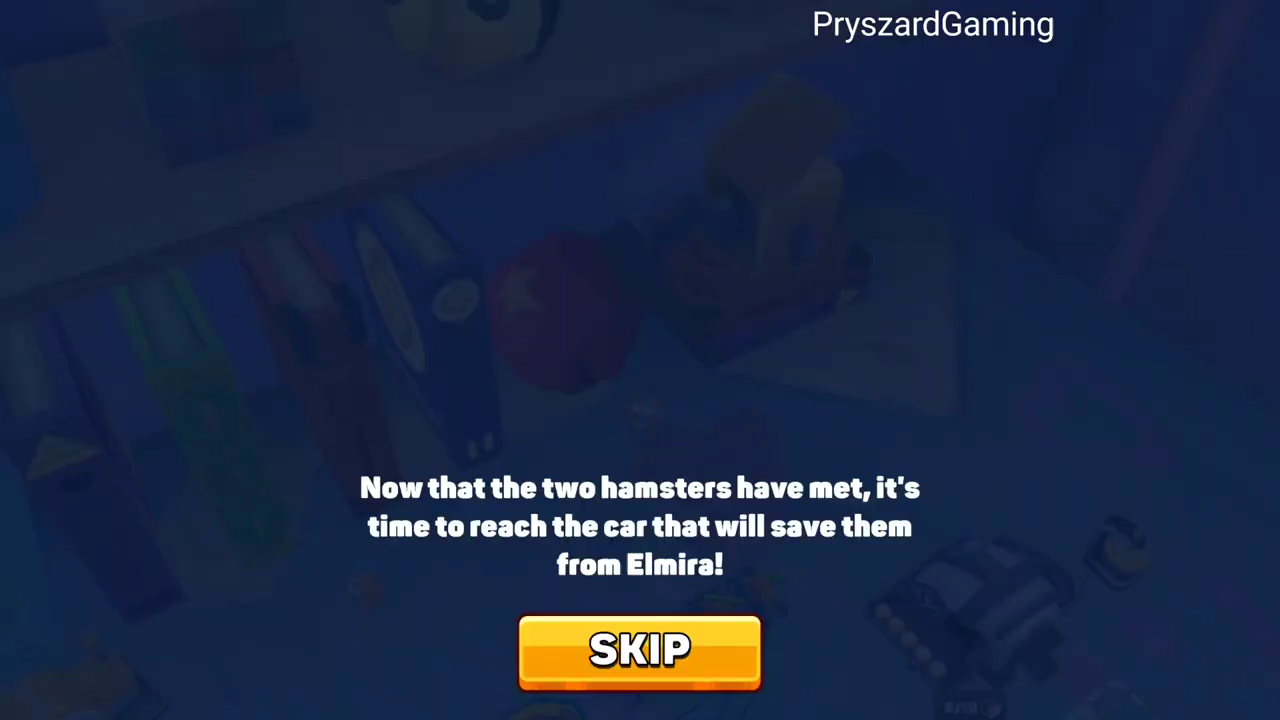 PryszardGaming
Now that the two hamsters have met, it's
time to reach the car that will save them
from Elmira!
SKIP